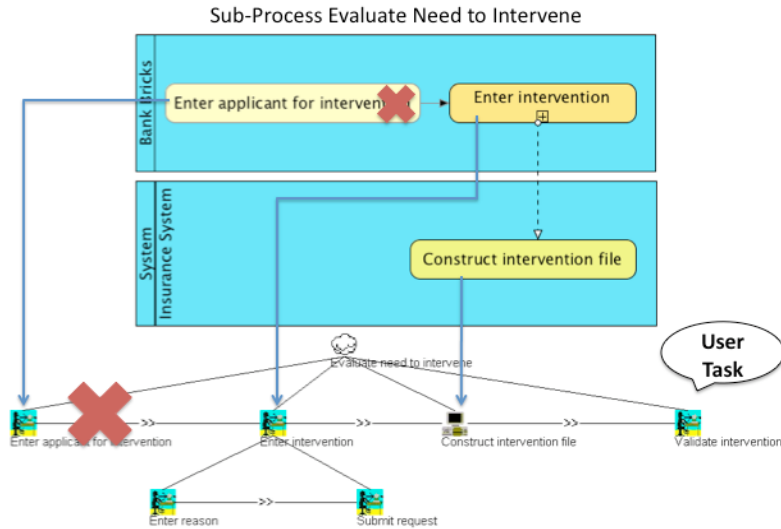 Sub-Process Evaluate Need to Intervene
Bank Bricks
Enter applicant for intervention
Enter intervention
System
Insurance System
Construct intervention file
Evaluate need to intervene
User
Task
>>
>>
>>
Enter applicant for intervention
Enter intervention
Construct intervention file
Validate intervention
>>
Enter reason
Submit request